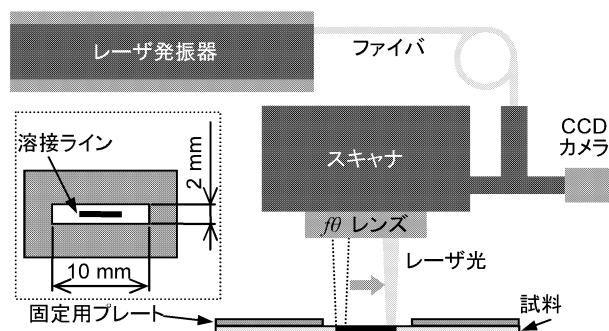 レーザ発振器
ファイバ
溶接ライン
2 mm
10 mm
固定用プレート
スキャナ
CCD
カメラ
fθ レンズ
レーザ光
試料